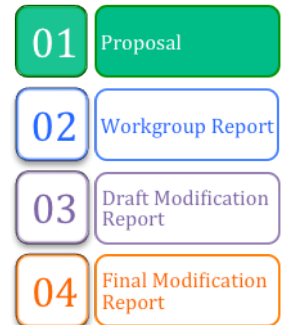 01
Proposal
02
Workgroup Report
03
Draft Modification
Report
04
Final Modification
Report